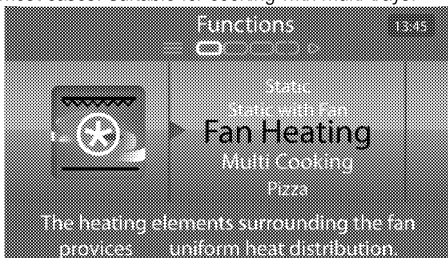 Functions 13:45
Static
Static with Fan
Fan Heating
Multi Cooking
Pizza
The heating elements surrounding the fan
provices uniform heat distribution.